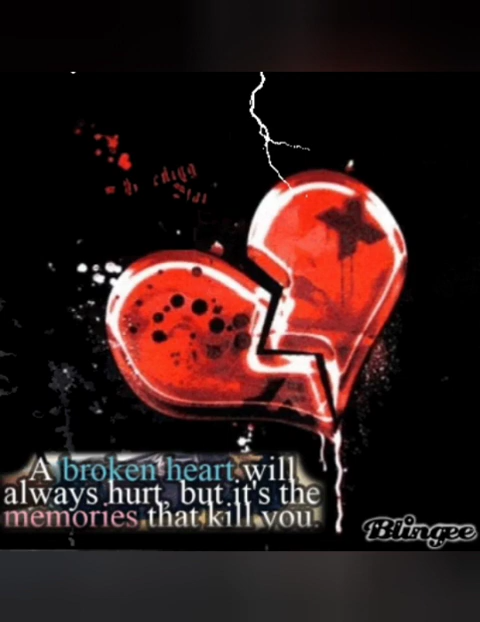 A broken heart will
always hurt, but it's the
memories that kill you.
Blingee